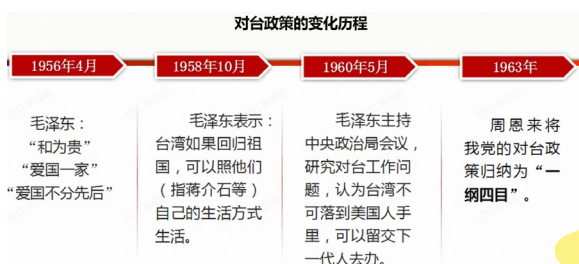 对台政策的变化历程
1956年4月
1958年10月
1960年5月
1963年
毛泽东：
“和为贵”
“爱国一家”
“爱国不分先后”
毛泽东表示：
台湾如果回归祖
国，可以照他们
（指蒋介石等）
自己的生活方式
生活。
毛泽东主持
中央政治局会议，
研究对台工作问
题，认为台湾不
可落到美国人手
里，可以留交下
一代人去办。
周恩来将
我党的对台政
策归纳为“一
纲四目”。